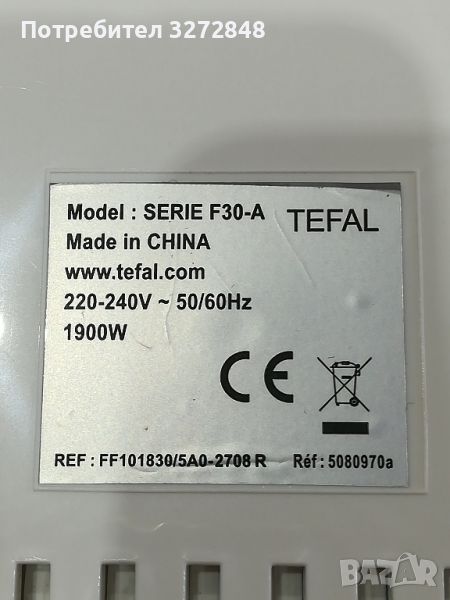 Потребител 3272848
Model : SERIE F30-A TEFAL
Made in CHINA
www.tefal.com
220-240V ~ 50/60Hz
1900W
CE
REF : FF101830/5A0-2708 R Réf : 5080970a
BAZAR